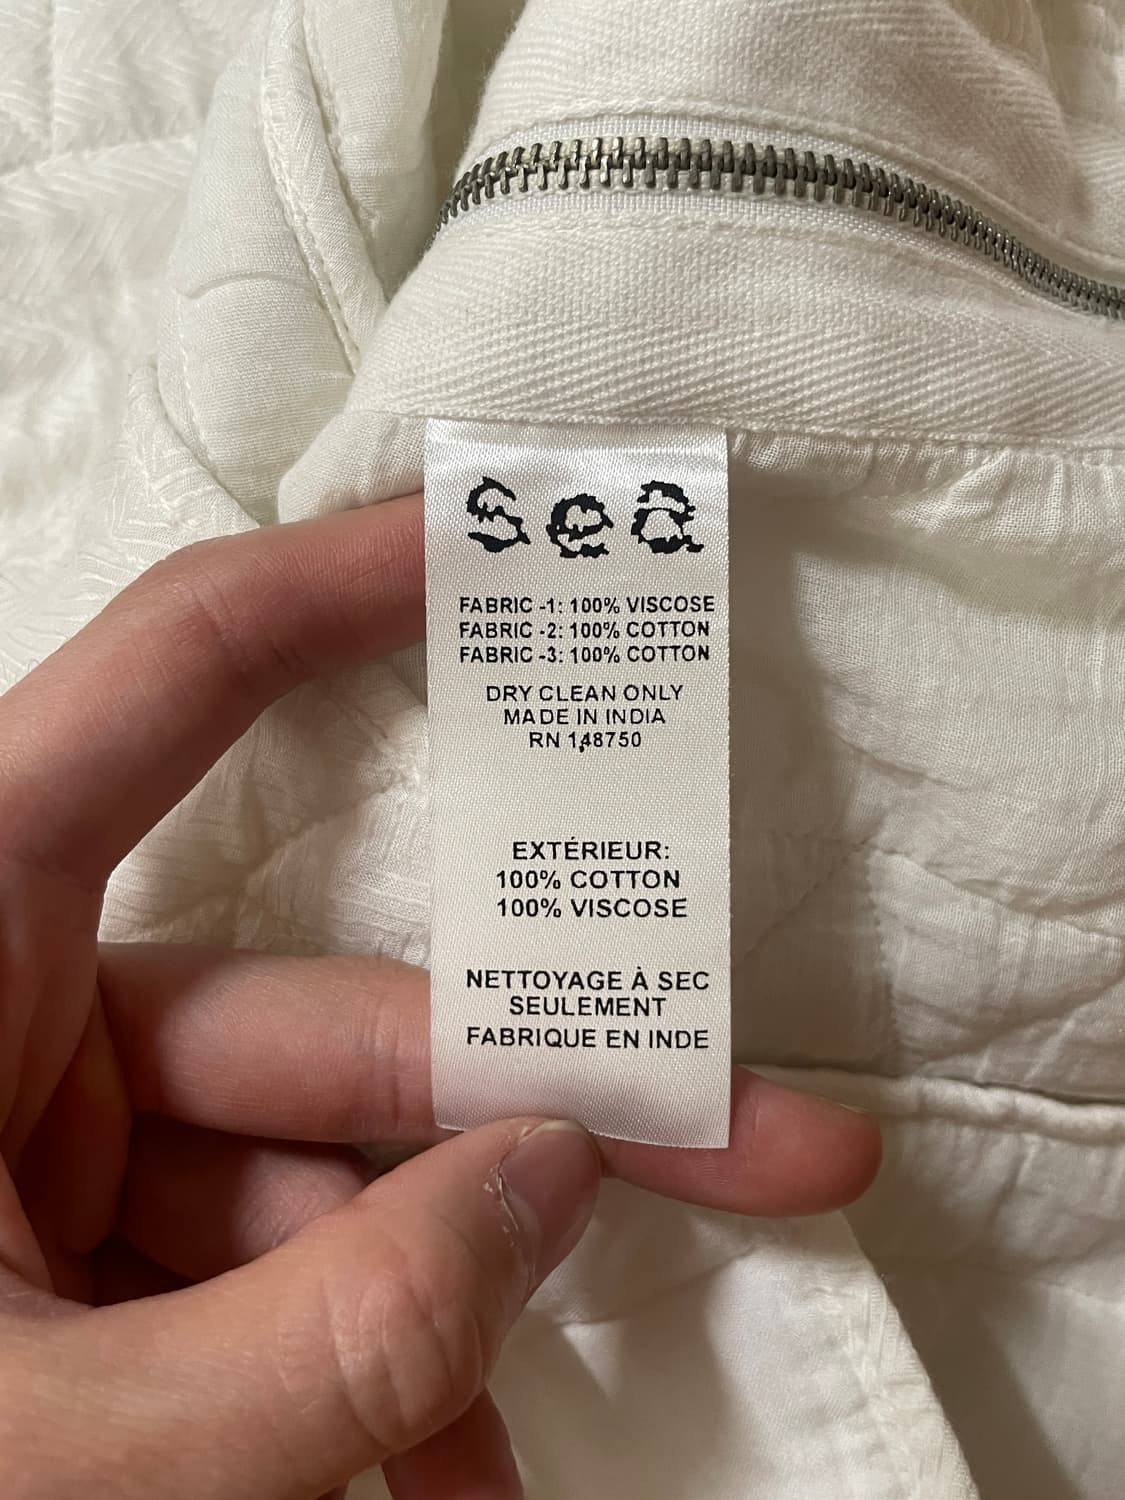 sea
FABRIC -1: 100% VISCOSE
FABRIC -2: 100% COTTON
FABRIC -3: 100% COTTON
DRY CLEAN ONLY
MADE IN INDIA
RN 148750
EXTÉRIEUR:
100% COTTON
100% VISCOSE
NETTOYAGE À SEC
SEULEMENT
FABRIQUE EN INDE